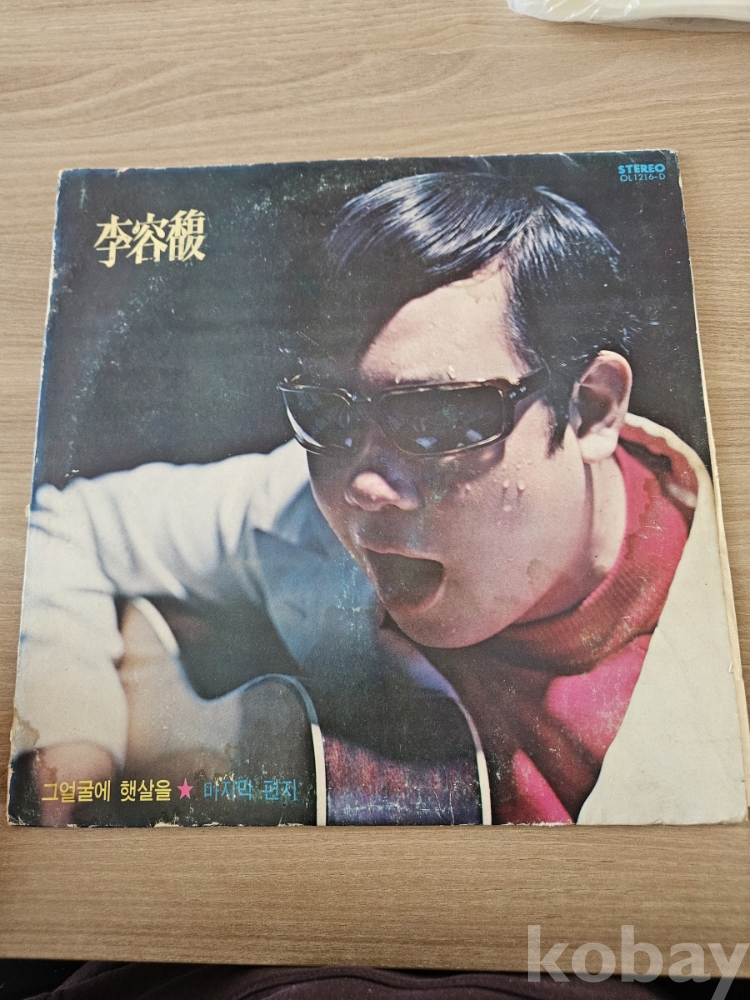 STEREO
OL1216-D
李容馥
그얼굴에 햇살을 ★ 마지막 편지
kobay